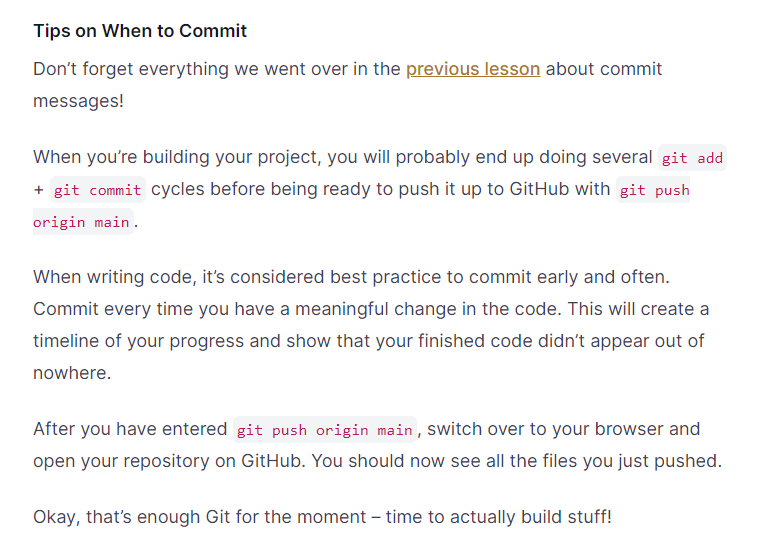 Tips on When to Commit
Don’t forget everything we went over in the previous lesson about commit
messages!
When you’re building your project, you will probably end up doing several git add
+ git commit cycles before being ready to push it up to GitHub with git push
origin main.
When writing code, it’s considered best practice to commit early and often.
Commit every time you have a meaningful change in the code. This will create a
timeline of your progress and show that your finished code didn’t appear out of
nowhere.
After you have entered git push origin main, switch over to your browser and
open your repository on GitHub. You should now see all the files you just pushed.
Okay, that’s enough Git for the moment – time to actually build stuff!